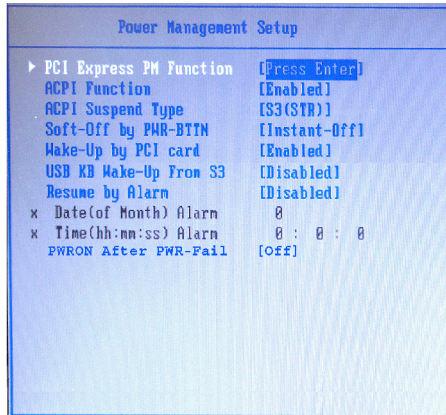 Power Management Setup
▶ PCI Express PM Function [Press Enter]
ACPI Function [Enabled]
ACPI Suspend Type [S3(STR)]
Soft-Off by PWR-BTTN [Instant-Off]
Wake-Up by PCI card [Enabled]
USB KB Wake-Up From S3 [Disabled]
Resume by Alarm [Disabled]
x Date(of Month) Alarm 0
x Time(hh:mm:ss) Alarm 0 : 0 : 0
PWRON After PWR-Fail [Off]